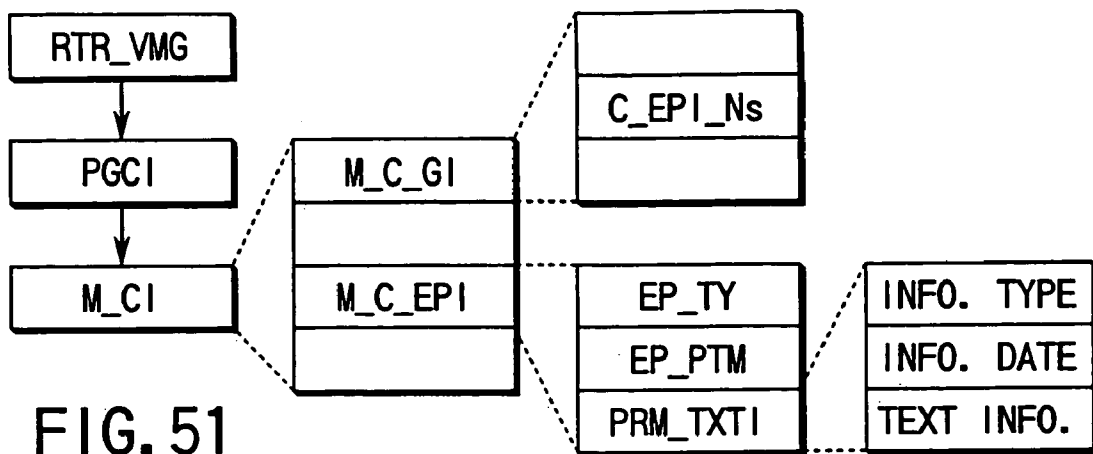 RTR_VMG
PGCI
M_CI
M_C_GI
M_C_EPI
C_EPI_Ns
EP_TY
EP_PTM
PRM_TXTI
INFO. TYPE
INFO. DATE
TEXT INFO.
FIG. 51